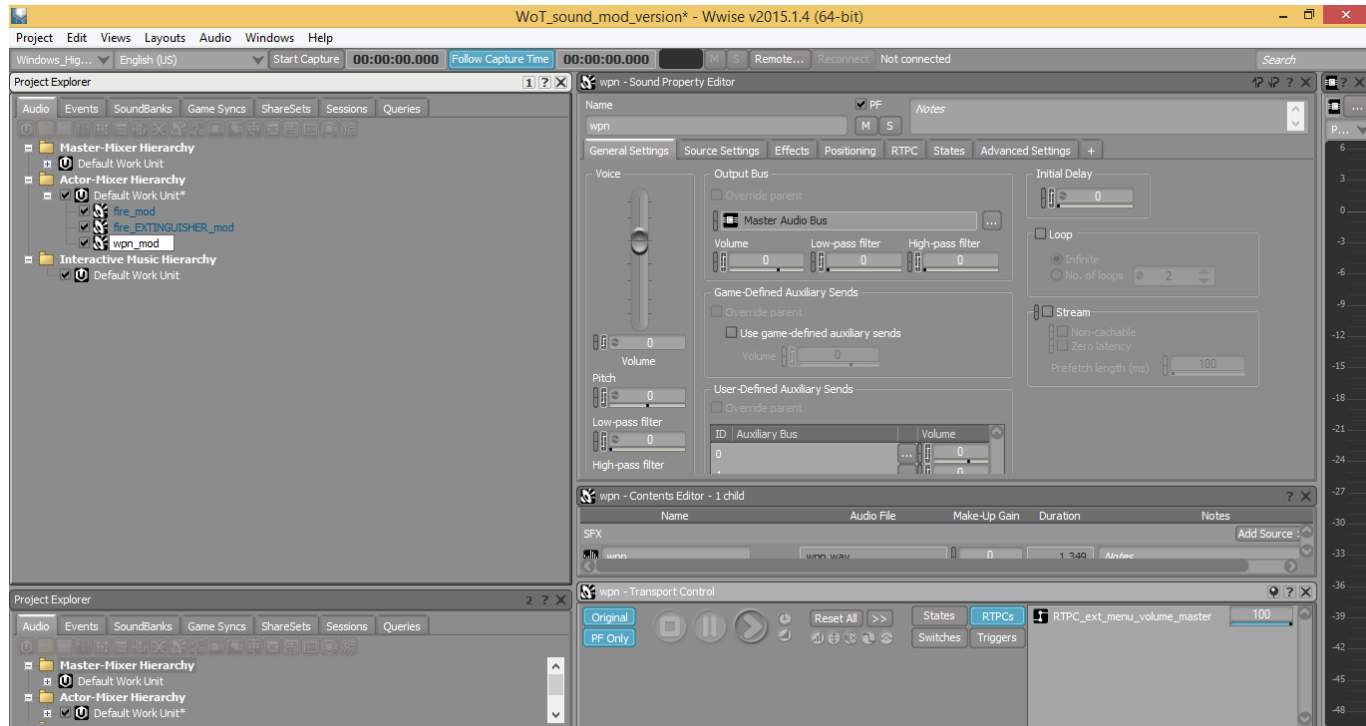 WoT_sound_mod_version* - Wwise v2015.1.4 (64-bit)
Project Edit Views Layouts Audio Windows Help
Windows_Hig... English (US) Start Capture 00:00:00.000 Follow Capture Time 00:00:00.000 M S Remote... Reconnect Not connected Search
Project Explorer 1 ? X
Audio Events SoundBanks Game Syncs ShareSets Sessions Queries
Master-Mixer Hierarchy
Default Work Unit
Actor-Mixer Hierarchy
Default Work Unit*
fire_mod
fire_EXTINGUISHER_mod
wpn_mod
Interactive Music Hierarchy
Default Work Unit
Project Explorer 2 ? X
Audio Events SoundBanks Game Syncs ShareSets Sessions Queries
Master-Mixer Hierarchy
Default Work Unit
Actor-Mixer Hierarchy
Default Work Unit*
wpn - Sound Property Editor ? X
Name PF Notes
wpn M S
General Settings Source Settings Effects Positioning RTPC States Advanced Settings +
Voice
0
Volume
Pitch
0
Low-pass filter
0
High-pass filter
Output Bus
Override parent
Master Audio Bus ...
Volume Low-pass filter High-pass filter
0 0 0
Game-Defined Auxiliary Sends
Override parent
Use game-defined auxiliary sends
Volume 0
User-Defined Auxiliary Sends
Override parent
ID Auxiliary Bus Volume
0 ... 0
Initial Delay
0
Loop
Infinite
No. of loops 2
Stream
Non-cachable
Zero latency
Prefetch length (ms) 100
wpn - Contents Editor - 1 child ? X
Name Audio File Make-Up Gain Duration Notes
SFX Add Source
wpn wpn.wav 0 1.349 Notes
wpn - Transport Control ? X
Original Reset All >> States RTPCs RTPC_ext_menu_volume_master 100
PF Only Switches Triggers
? X
...
P...
6
3
0
-3
-6
-9
-12
-15
-18
-21
-24
-27
-30
-33
-36
-39
-42
-45
-48